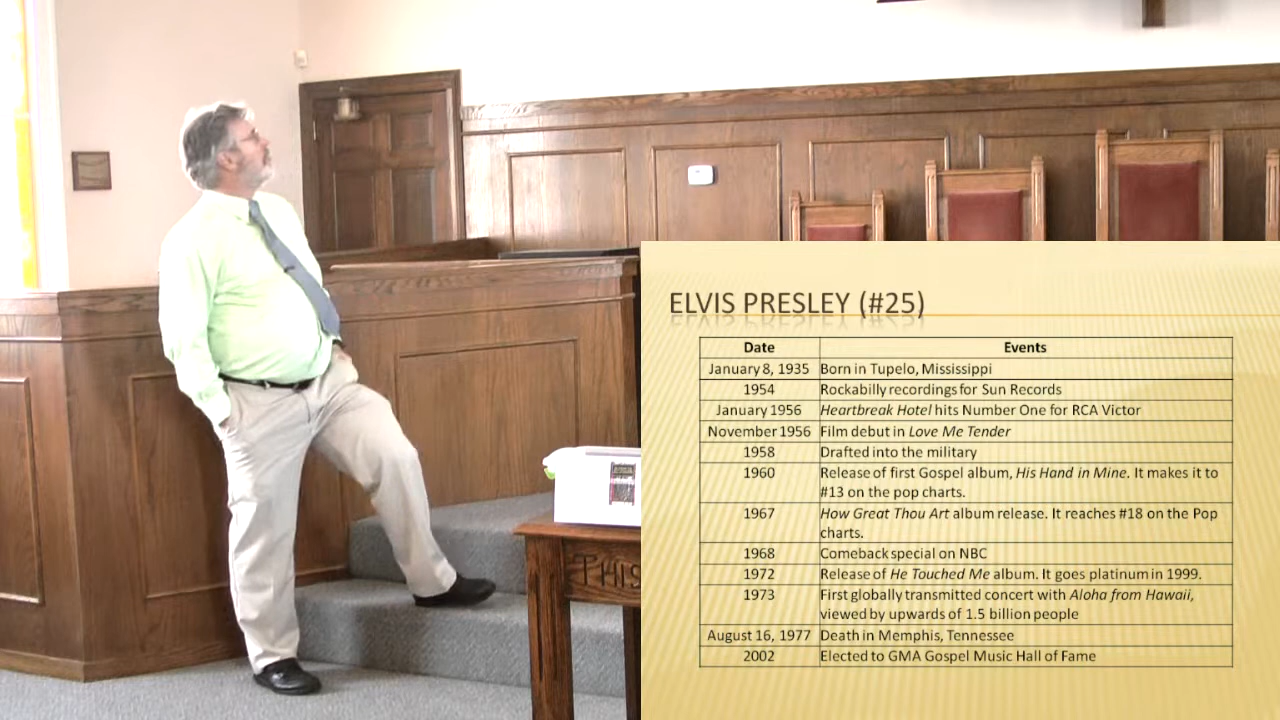 ELVIS PRESLEY (#25)
Date Events
January 8, 1935 Born in Tupelo, Mississippi
1954 Rockabilly recordings for Sun Records
January 1956 Heartbreak Hotel hits Number One for RCA Victor
November 1956 Film debut in Love Me Tender
1958 Drafted into the military
1960 Release of first Gospel album, His Hand in Mine. It makes it to
#13 on the pop charts.
1967 How Great Thou Art album release. It reaches #18 on the Pop
charts.
1968 Comeback special on NBC
1972 Release of He Touched Me album. It goes platinum in 1999.
1973 First globally transmitted concert with Aloha from Hawaii,
viewed by upwards of 1.5 billion people
August 16, 1977 Death in Memphis, Tennessee
2002 Elected to GMA Gospel Music Hall of Fame
THIS